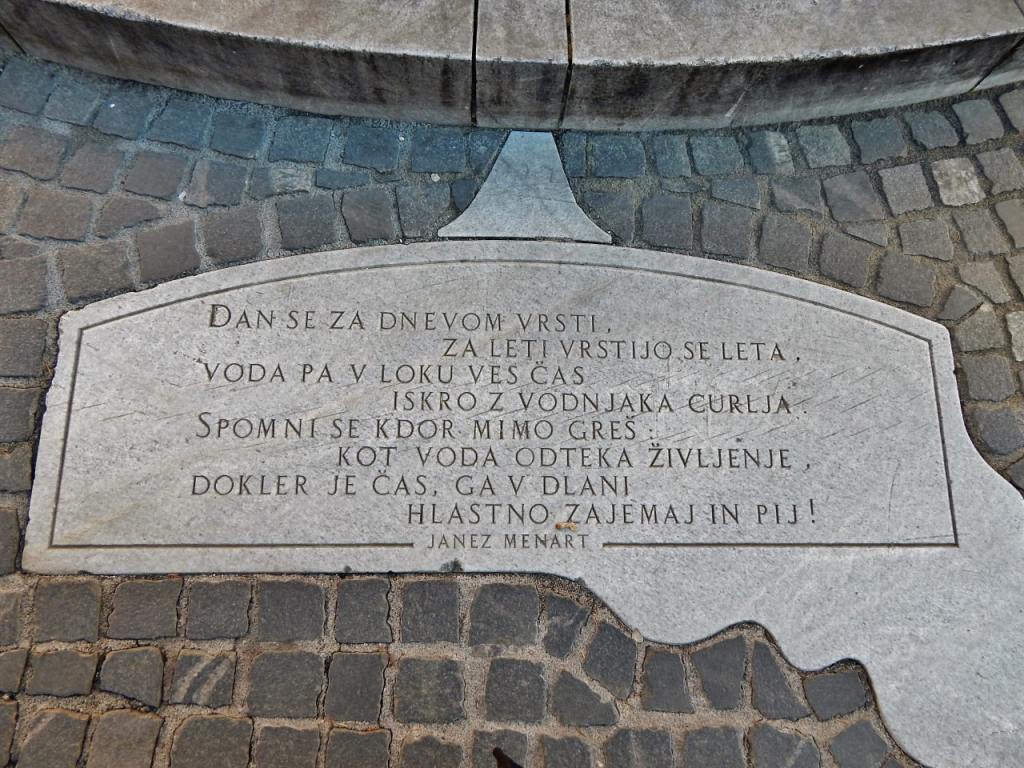 DAN SE ZA DNEVOM VRSTI,
ZA LETI VRSTIJO SE LETA,
VODA PA V LOKU VES ČAS
ISKRO Z VODNJAKA CURLJA.
SPOMNI SE KDOR MIMO GREŠ:
KOT VODA ODTEKA ŽIVLJENJE,
DOKLER JE ČAS, GA V DLANI
HLASTNO ZAJEMAJ IN PIJ!
JANEZ MENART